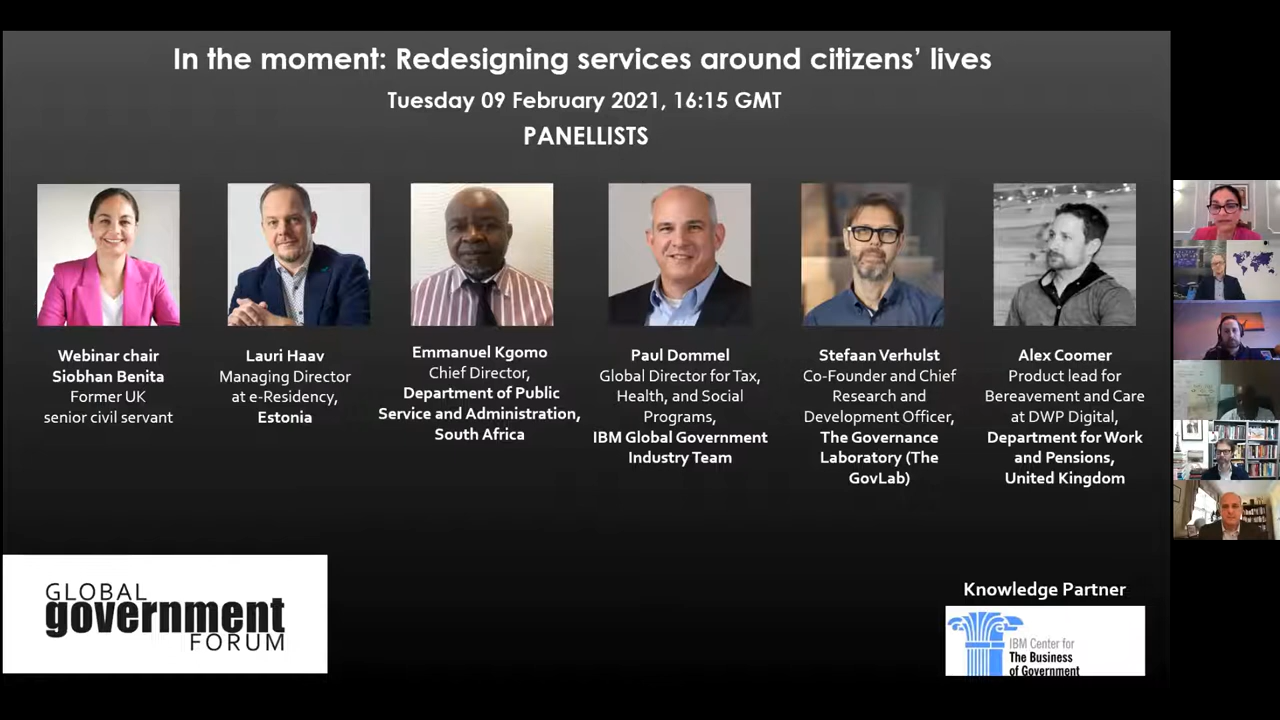 In the moment: Redesigning services around citizens’ lives
Tuesday 09 February 2021, 16:15 GMT
PANELLISTS
Webinar chair
Siobhan Benita
Former UK
senior civil servant
Lauri Haav
Managing Director
at e-Residency,
Estonia
Emmanuel Kgomo
Chief Director,
Department of Public
Service and Administration,
South Africa
Paul Dommel
Global Director for Tax,
Health, and Social
Programs,
IBM Global Government
Industry Team
Stefaan Verhulst
Co-Founder and Chief
Research and
Development Officer,
The Governance
Laboratory (The
GovLab)
Alex Coomer
Product lead for
Bereavement and Care
at DWP Digital,
Department for Work
and Pensions,
United Kingdom
GLOBAL
government
FORUM
Knowledge Partner
IBM Center for
The Business
of Government